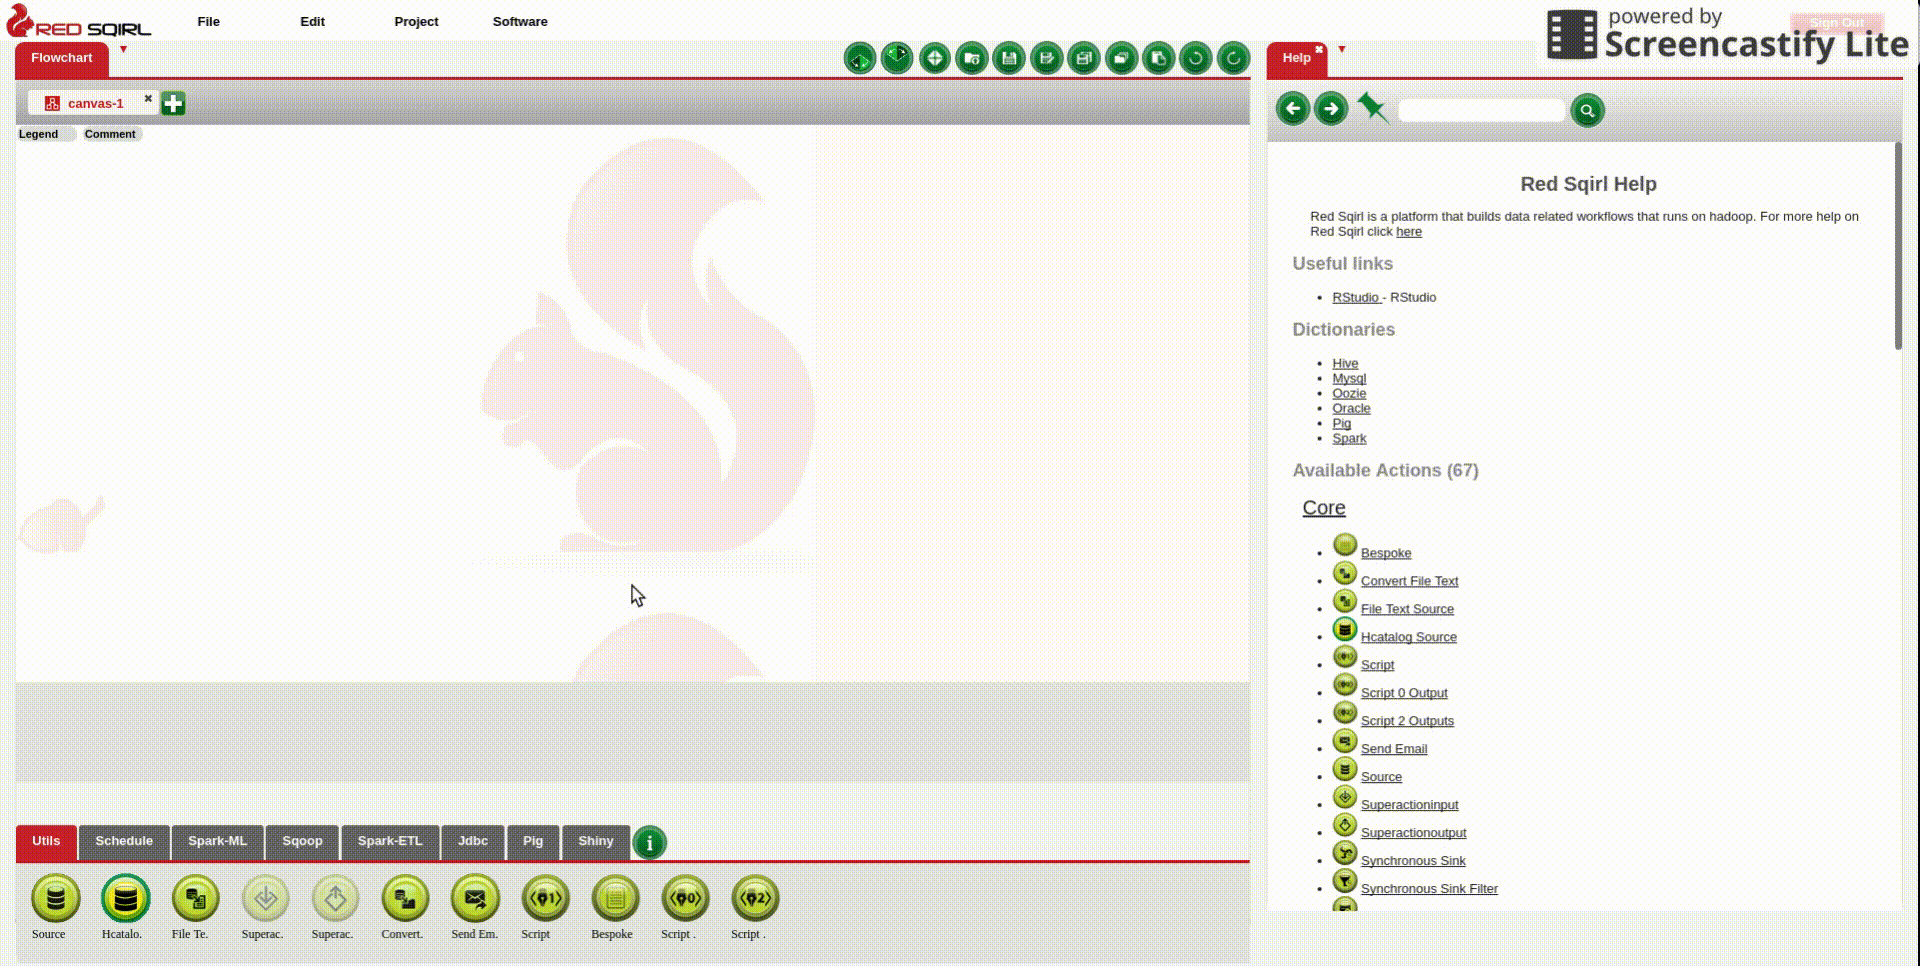 RED SQIRL
File Edit Project Software
powered by
Screencastify Lite
Sign Out
Flowchart
Help
canvas-1
Legend Comment
Red Sqirl Help
Red Sqirl is a platform that builds data related workflows that runs on hadoop. For more help on
Red Sqirl click here
Useful links
RStudio - RStudio
Dictionaries
Hive
Mysql
Oozie
Oracle
Pig
Spark
Available Actions (67)
Core
Bespoke
Convert File Text
File Text Source
Hcatalog Source
Script
Script 0 Output
Script 2 Outputs
Send Email
Source
Superactioninput
Superactionoutput
Synchronous Sink
Synchronous Sink Filter
Utils Schedule Spark-ML Sqoop Spark-ETL Jdbc Pig Shiny
Source Hcatalo. File Te. Superac. Superac. Convert. Send Em. Script Bespoke Script . Script .